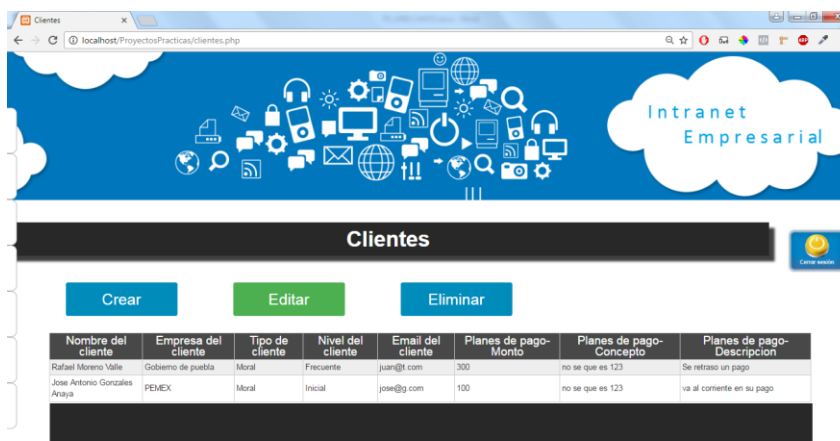 Clientes
localhost/ProyectosPracticas/clientes.php
Intranet
Empresarial
Clientes
Cerrar sesión
Crear
Editar
Eliminar
Nombre del cliente
Empresa del cliente
Tipo de cliente
Nivel del cliente
Email del cliente
Planes de pago-Monto
Planes de pago-Concepto
Planes de pago-Descripcion
Rafael Moreno Valle
Gobierno de puebla
Moral
Frecuente
juan@t.com
300
no se que es 123
Se retraso un pago
Jose Antonio Gonzales Anaya
PEMEX
Moral
Inicial
jose@g.com
100
no se que es 123
va al corriente en su pago